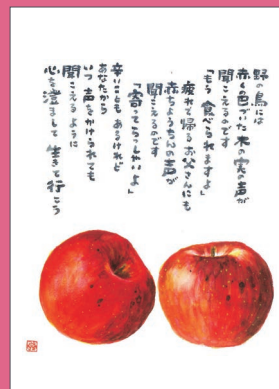 野の鳥には
赤く色づいた 木の実の声が
聞こえるのです
「もう 食べられますよ」
疲れて帰る お父さんにも
赤ちょうちんの声が
聞こえるのです
「寄ってらっしゃいよ」
辛いことも あるけれど
あなたから
いつ 声をかけられても
聞こえるように
心を澄まして 生きて行こう